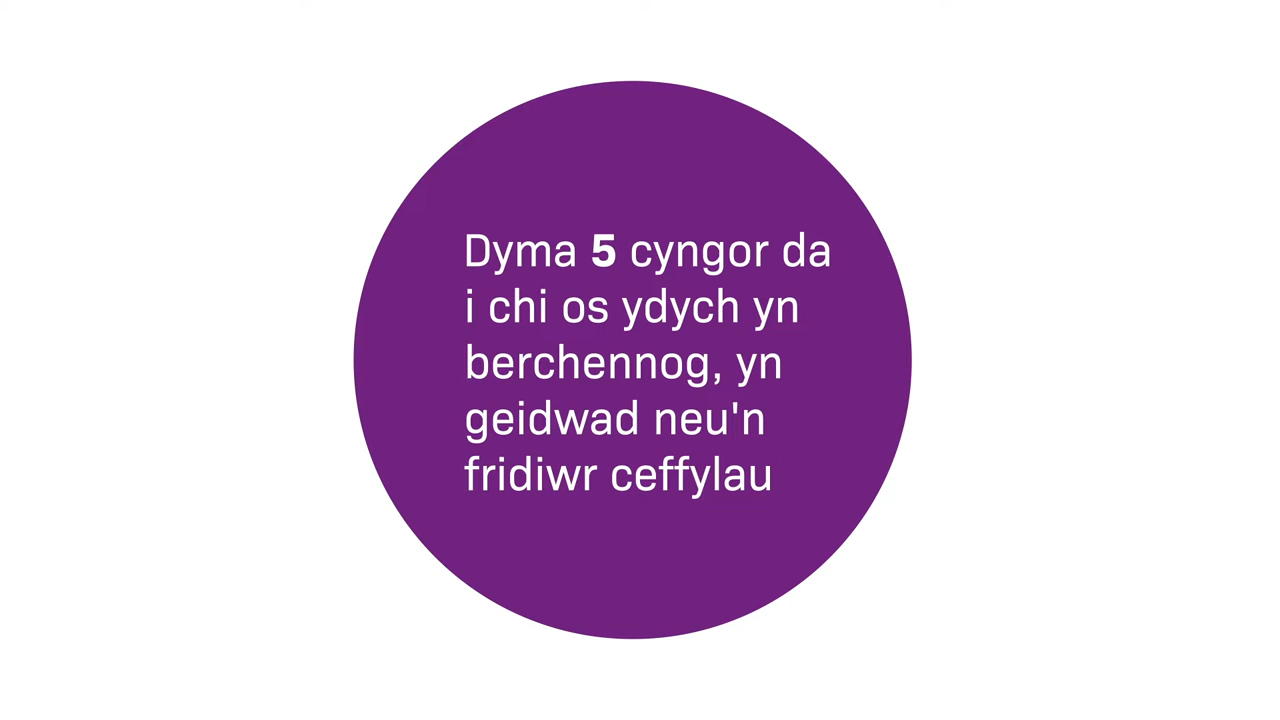 Dyma 5 cyngor da
i chi os ydych yn
berchennog, yn
geidwad neu'n
fridiwr ceffylau